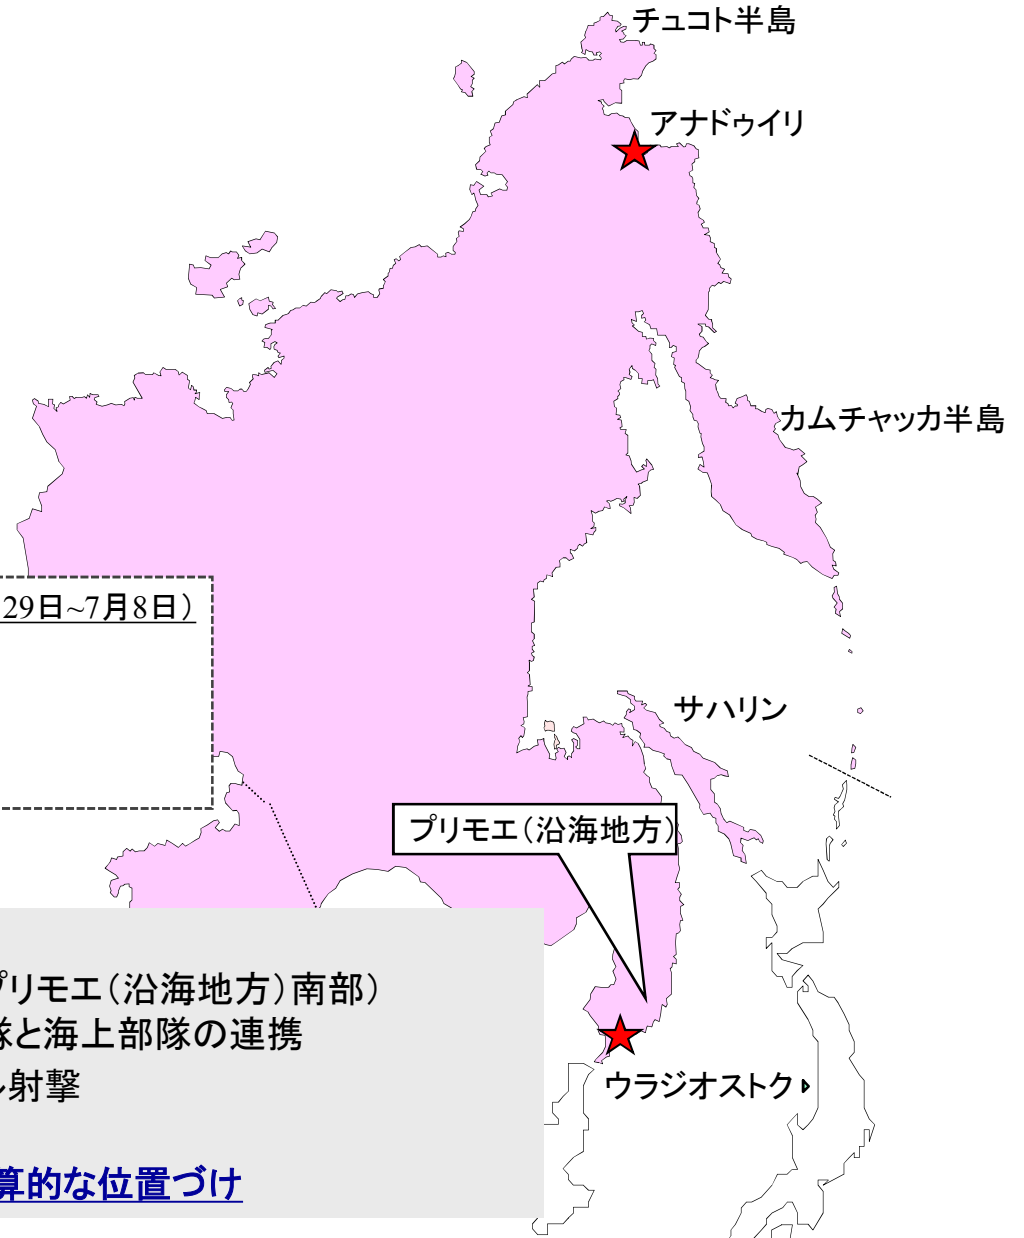 チュコト半島
アナドゥイリ
カムチャッカ半島
29日~7月8日）
サハリン
プリモエ（沿海地方）
プリモエ（沿海地方）南部）
隊と海上部隊の連携
射撃
ウラジオストク
算的な位置づけ